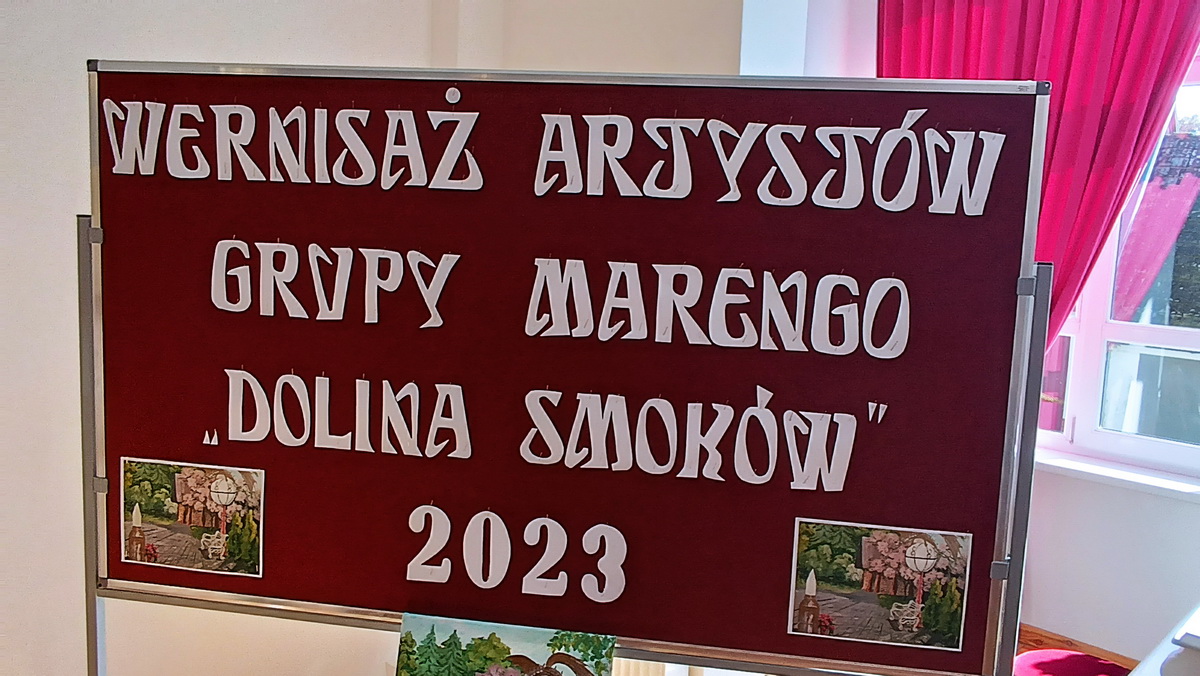 WERNISAŻ ARTYSTÓW
GRUPY MARENGO
„DOLINA SMOKÓW"
2023